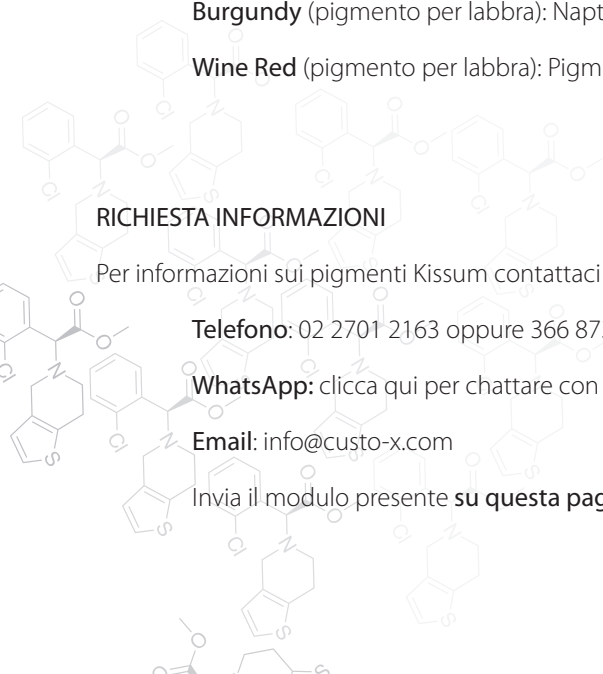 Burgundy (pigmento per labbra): Napt
Wine Red (pigmento per labbra): Pigm
RICHIESTA INFORMAZIONI
Per informazioni sui pigmenti Kissum contattaci
Telefono: 02 2701 2163 oppure 366 87
WhatsApp: clicca qui per chattare con
Email: info@custo-x.com
Invia il modulo presente su questa pag